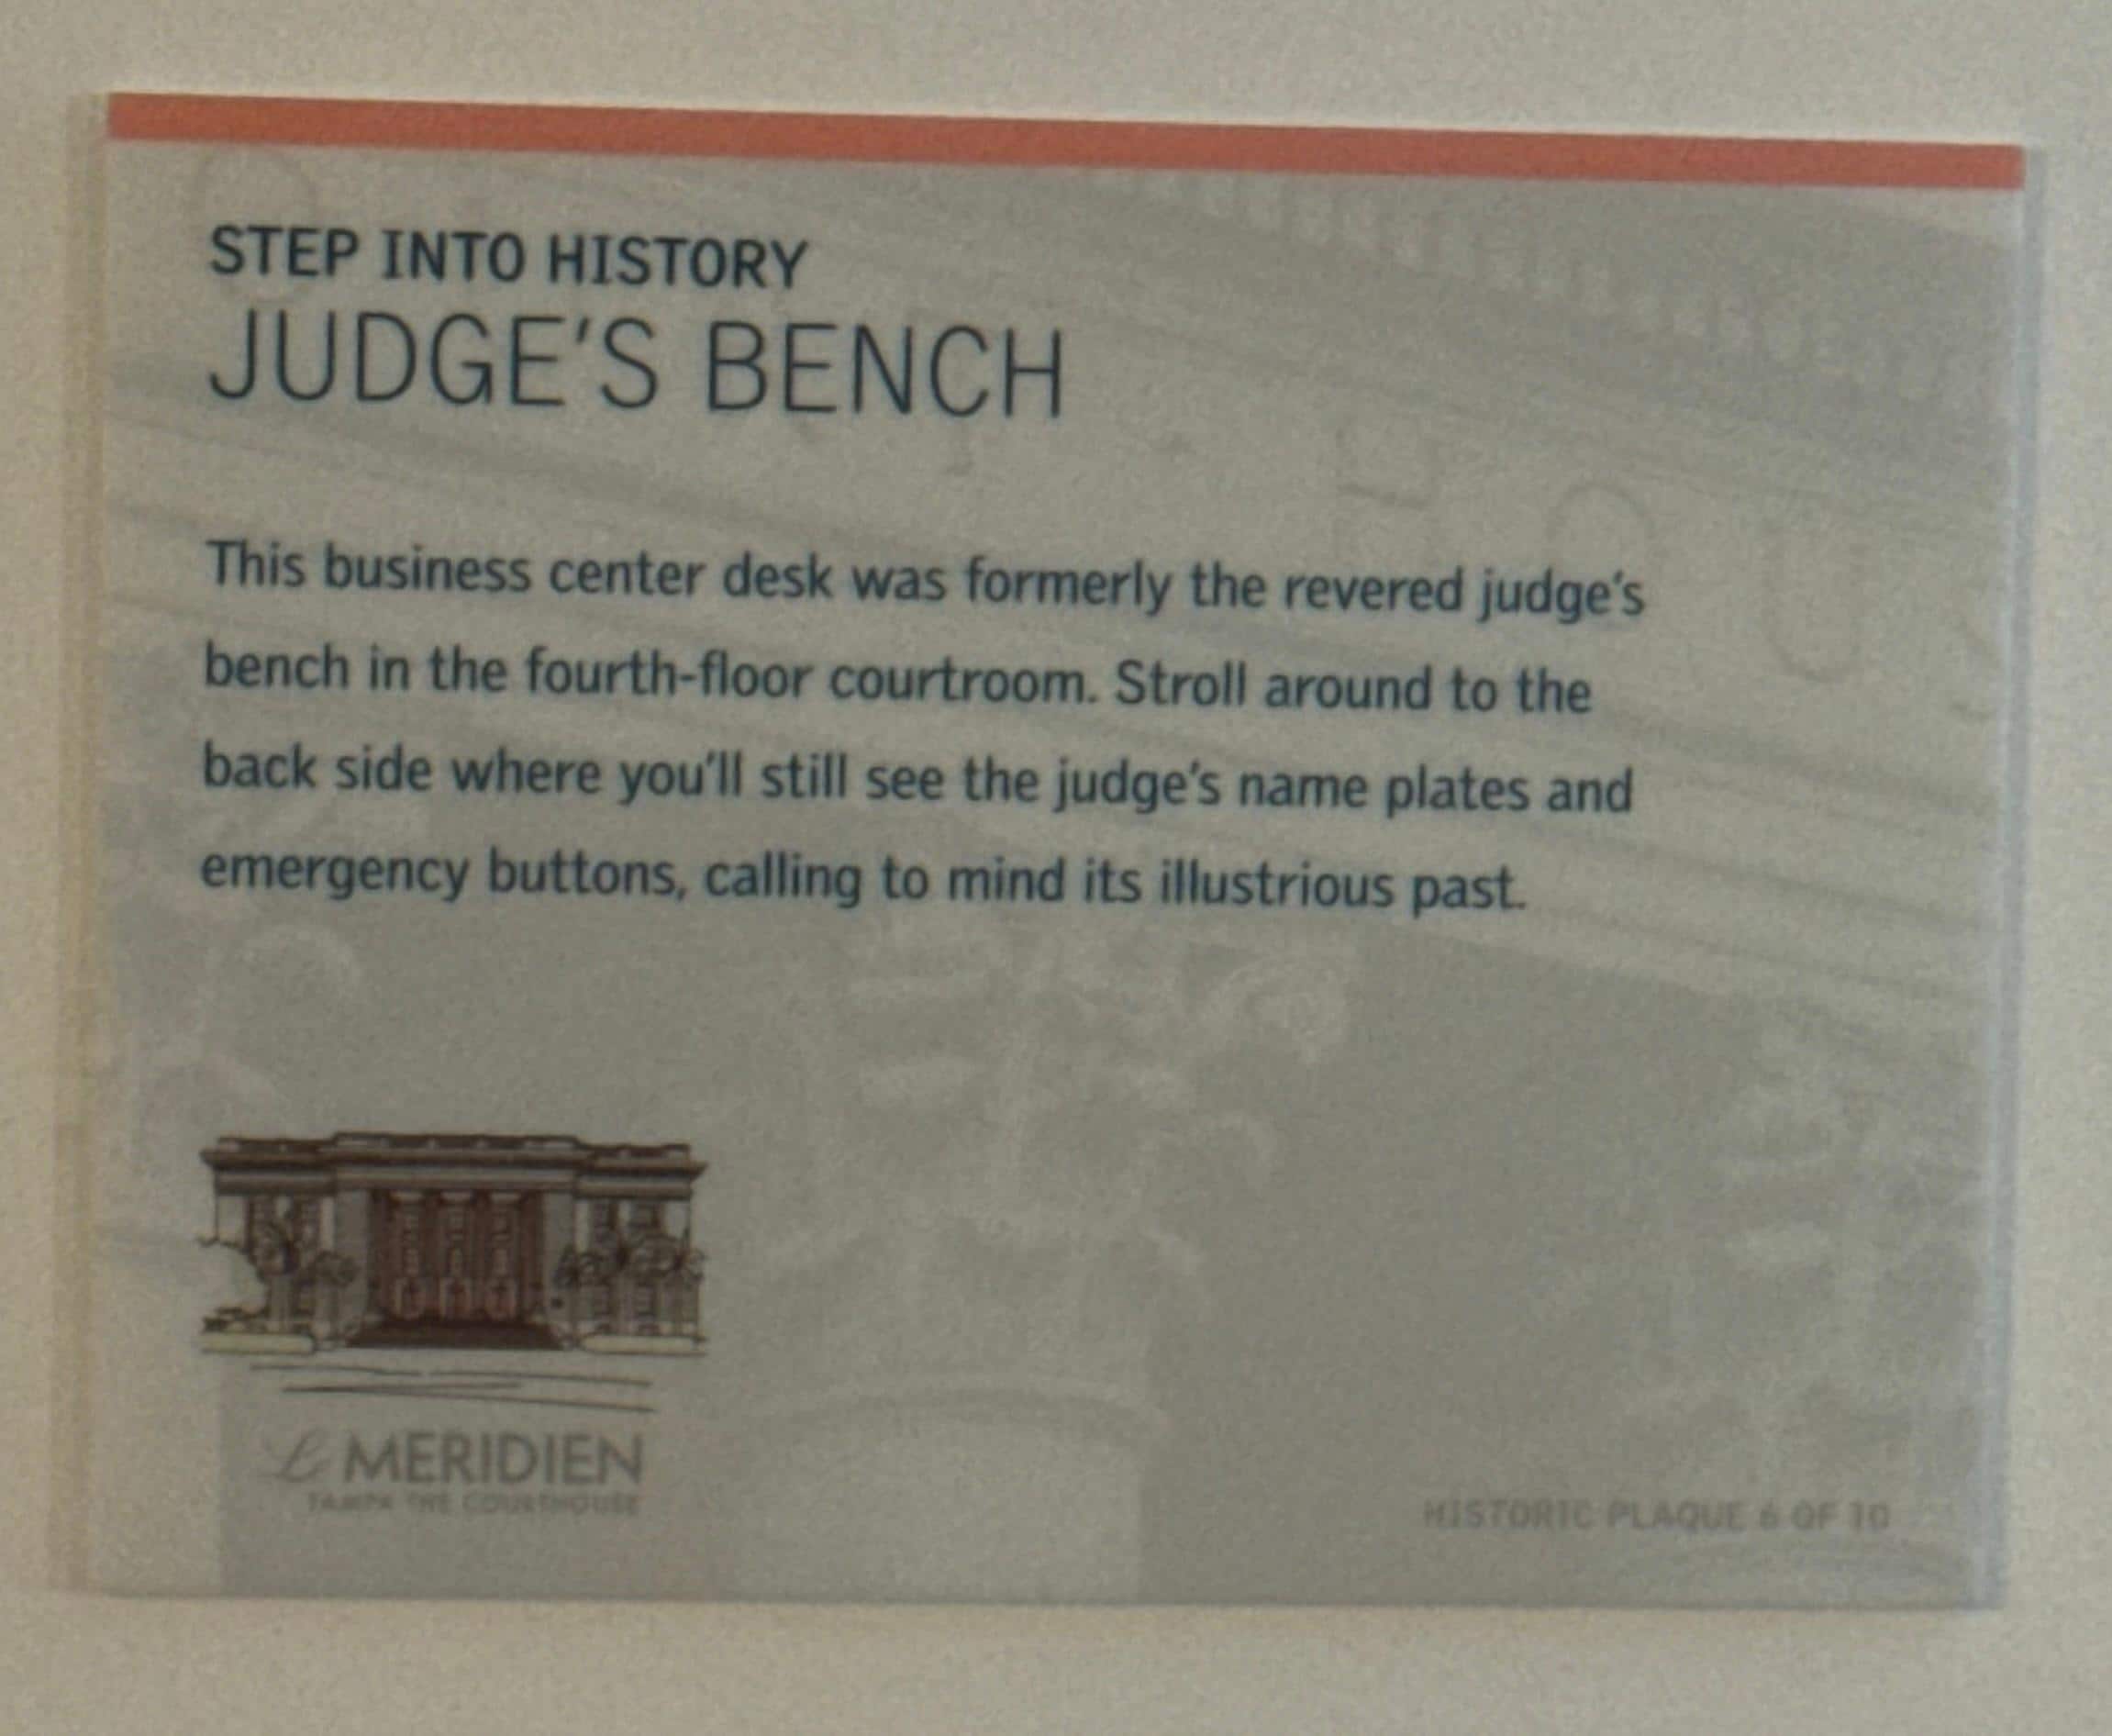 STEP INTO HISTORY
JUDGE'S BENCH
This business center desk was formerly the revered judge's
bench in the fourth-floor courtroom. Stroll around to the
back side where you'll still see the judge's name plates and
emergency buttons, calling to mind its illustrious past.
Le MERIDIEN
TAMPA THE COURTHOUSE
HISTORIC PLAQUE 6 OF 10